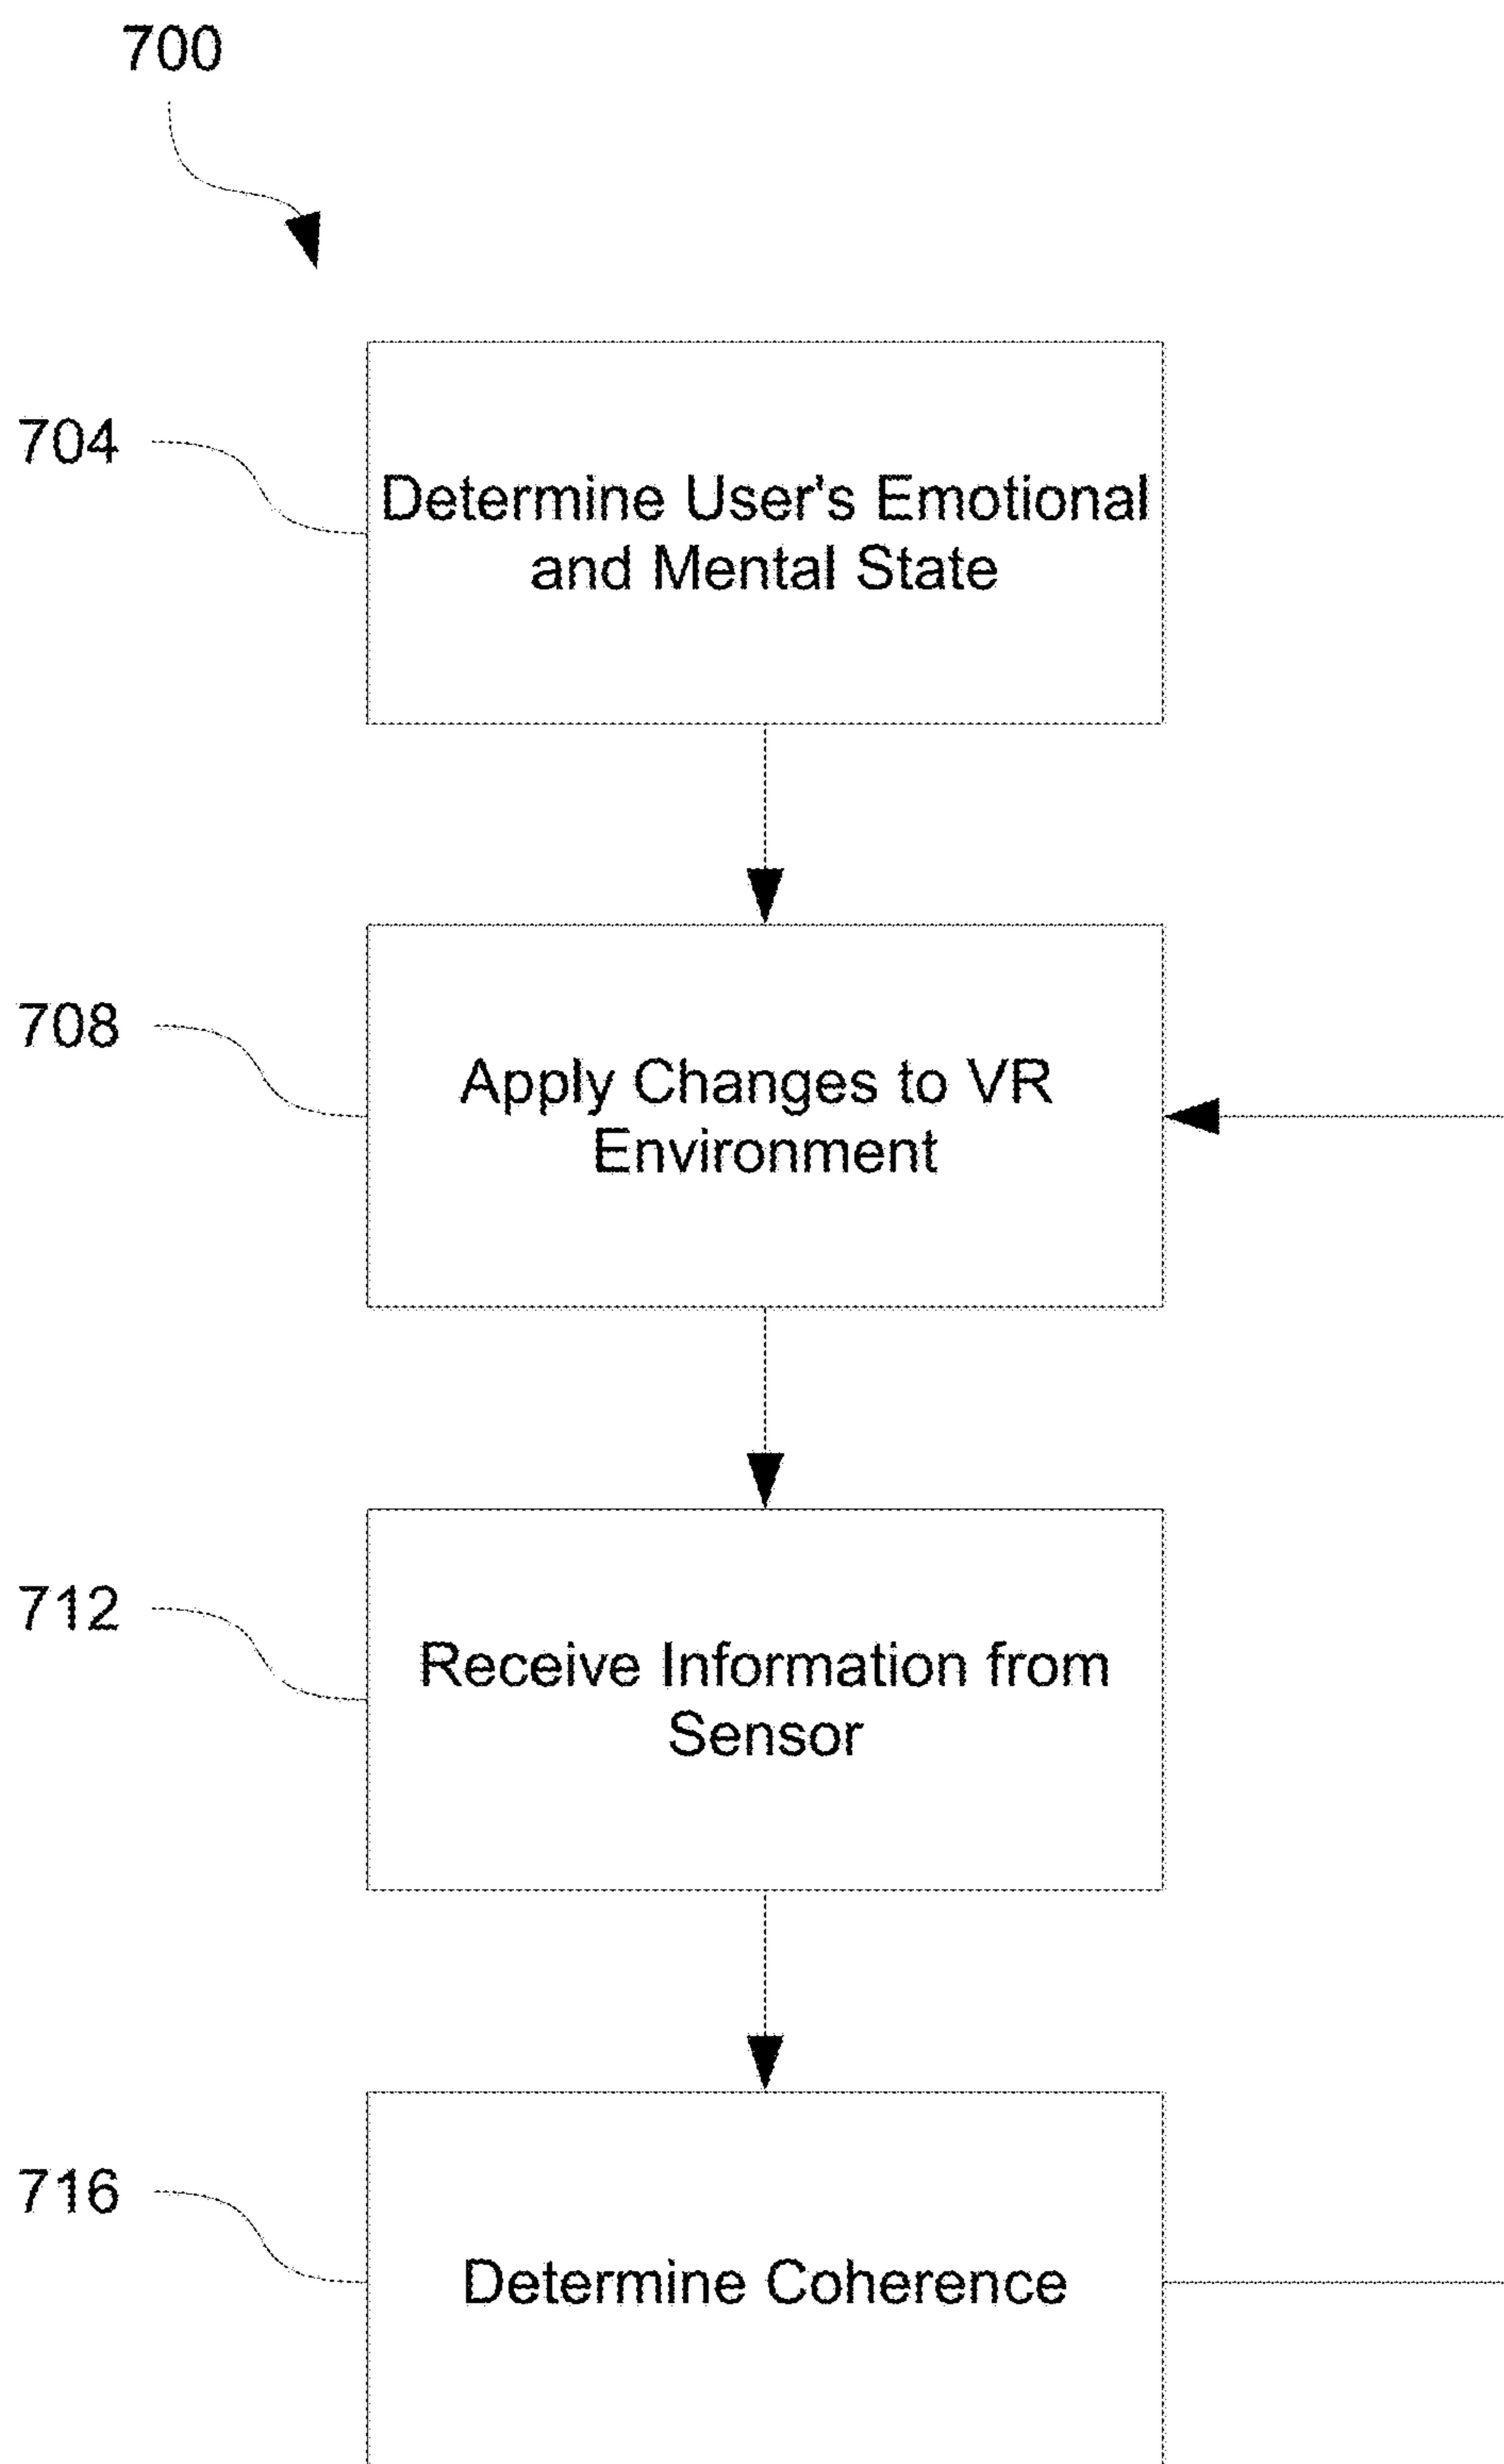 700
704
Determine User's Emotional
and Mental State
708
Apply Changes to VR
Environment
712
Receive Information from
Sensor
716
Determine Coherence